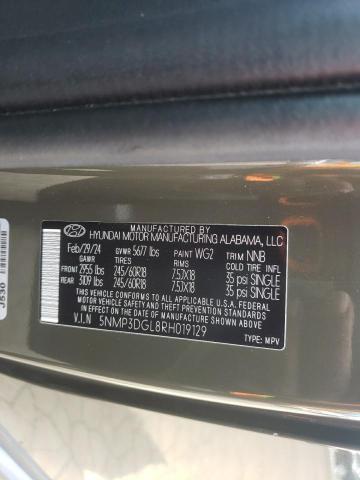 MANUFACTURED BY
HYUNDAI MOTOR MANUFACTURING ALABAMA, LLC
Feb/29/24 GVWR 5677 lbs PAINT WG2 TRIM NNB
GAWR TIRES RIMS COLD TIRE INFL
FRONT 2955 lbs 245/60R18 7.5JX18 35 psi SINGLE
REAR 3109 lbs 245/60R18 7.5JX18 35 psi SINGLE
THIS VEHICLE CONFORMS TO ALL APPLICABLE U.S.A. FEDERAL
MOTOR VEHICLE SAFETY, BUMPER, AND THEFT PREVENTION
STANDARDS IN EFFECT ON THE DATE OF MANUFACTURE
SHOWN ABOVE.
V.I.N 5NMP3DGL8RH019129
TYPE: MPV
J530